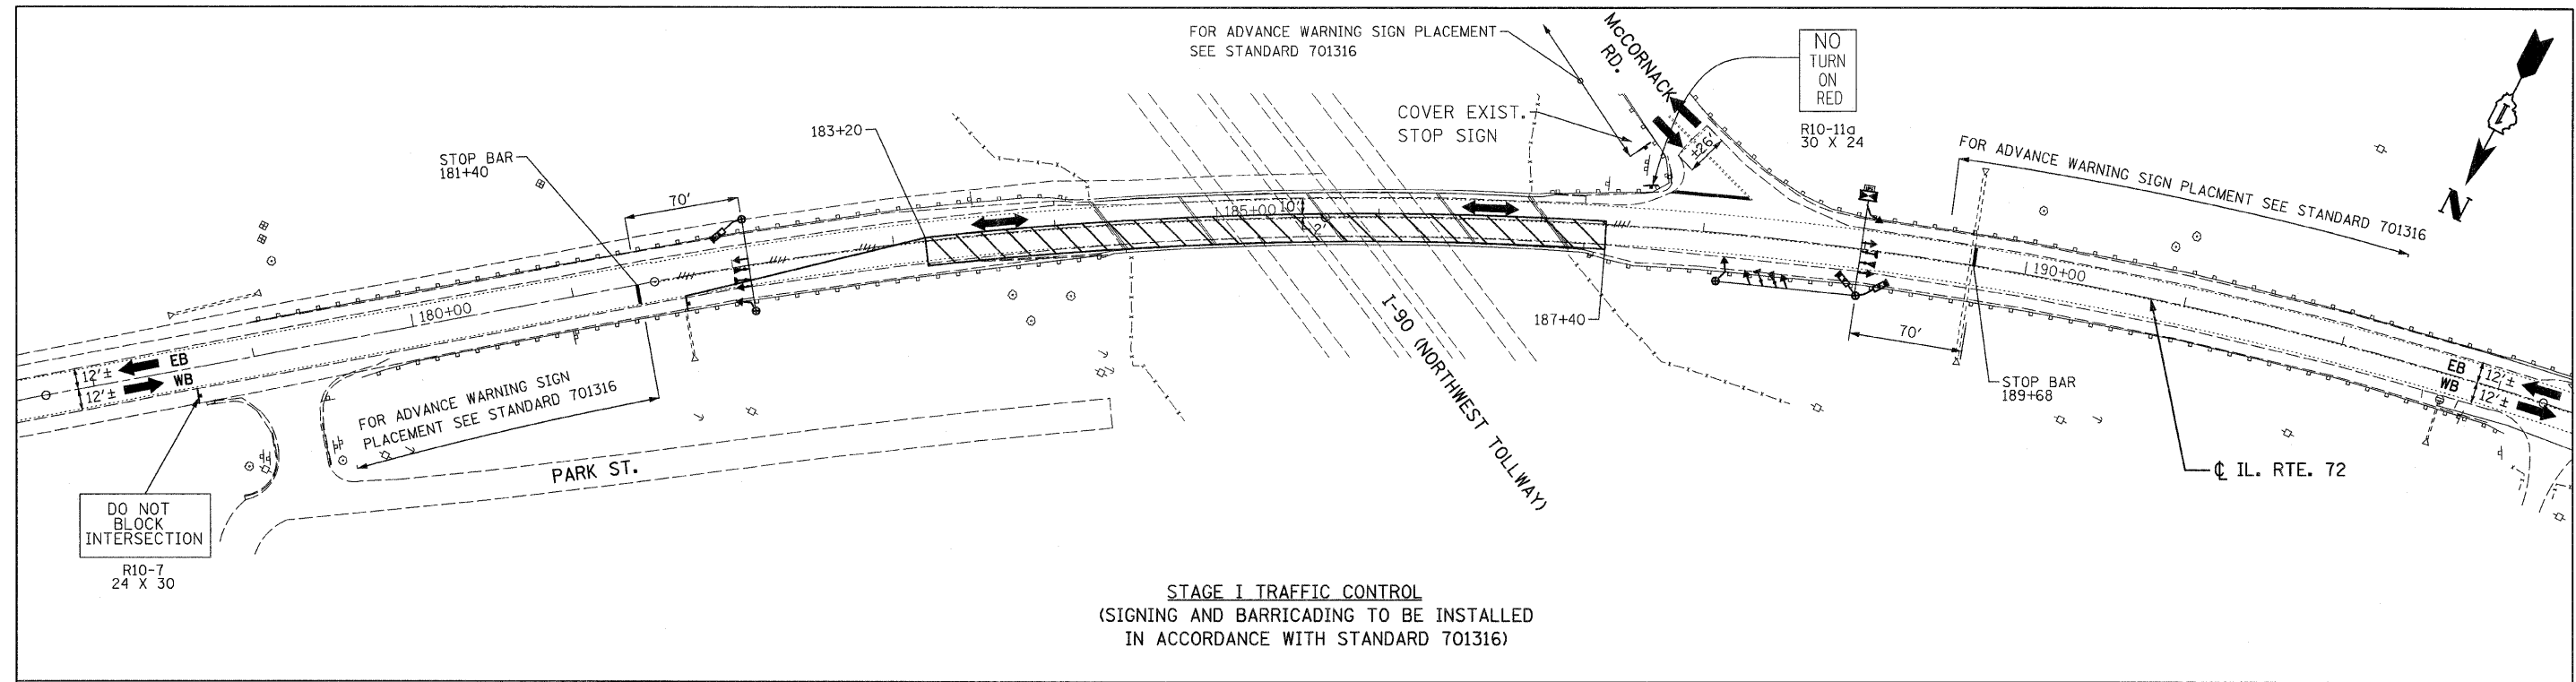 FOR ADVANCE WARNING SIGN PLACEMENT
SEE STANDARD 701316
McCORNACK
RD.
NO
TURN
ON
RED
R10-11a
30 X 24
COVER EXIST.
STOP SIGN
±26'
183+20
STOP BAR
181+40
70'
FOR ADVANCE WARNING SIGN PLACMENT SEE STANDARD 701316
N
185+00
10'
2'
190+00
180+00
187+40
I-90 (NORTHWEST TOLLWAY)
70'
STOP BAR
189+68
EB
WB
12'±
12'±
EB
WB
12'±
12'±
FOR ADVANCE WARNING SIGN
PLACEMENT SEE STANDARD 701316
PARK ST.
℄ IL. RTE. 72
DO NOT
BLOCK
INTERSECTION
R10-7
24 X 30
STAGE I TRAFFIC CONTROL
(SIGNING AND BARRICADING TO BE INSTALLED
IN ACCORDANCE WITH STANDARD 701316)